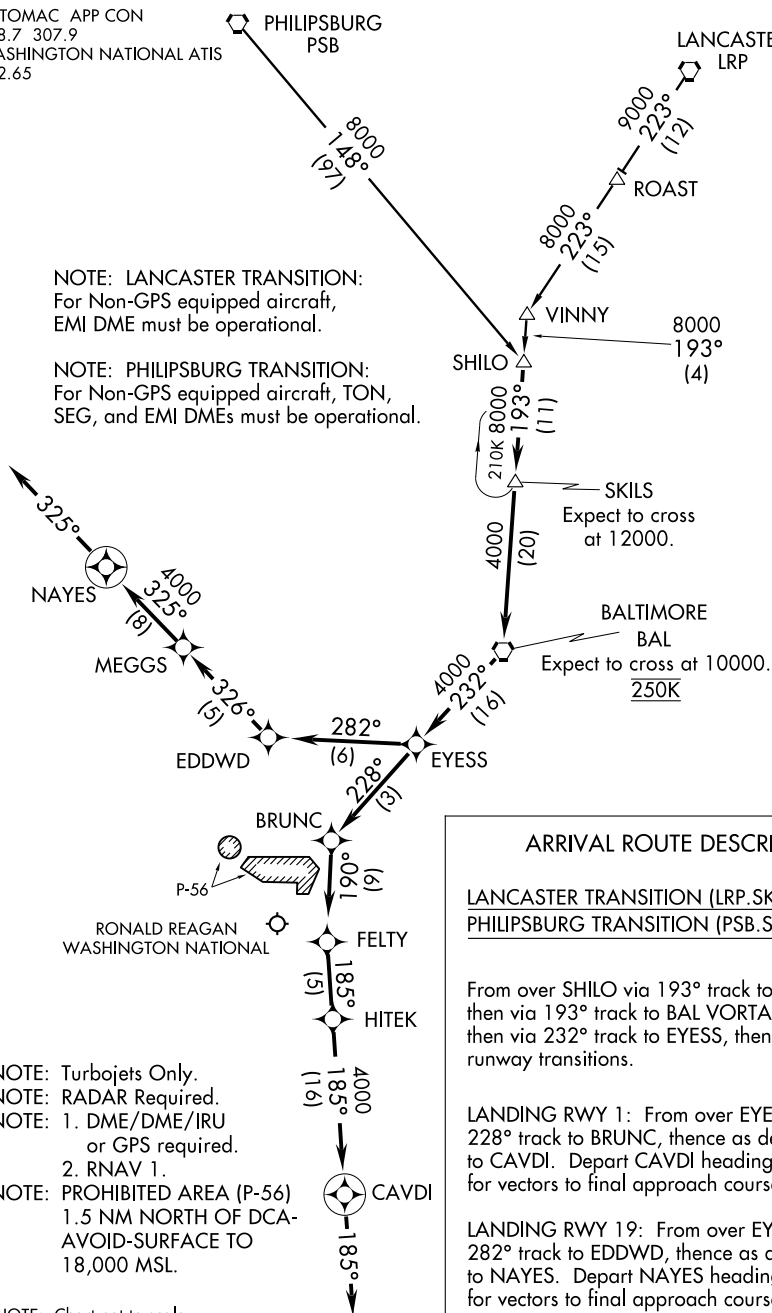 TOMAC APP CON
8.7 307.9
ASHINGTON NATIONAL ATIS
2.65
PHILIPSBURG
PSB
LANCASTE
LRP
8000
148°
(97)
9000
223°
(12)
ROAST
8000
223°
(15)
VINNY
8000
193°
(4)
SHILO
NOTE: LANCASTER TRANSITION:
For Non-GPS equipped aircraft,
EMI DME must be operational.
NOTE: PHILIPSBURG TRANSITION:
For Non-GPS equipped aircraft, TON,
SEG, and EMI DMEs must be operational.
210K 8000
193°
(11)
SKILS
Expect to cross
at 12000.
4000
(20)
325°
NAYES
4000
325°
(8)
MEGGS
326°
(5)
EDDWD
BALTIMORE
BAL
Expect to cross at 10000.
250K
4000
232°
(16)
282°
(6)
EYESS
228°
(3)
BRUNC
P-56
190°
(6)
RONALD REAGAN
WASHINGTON NATIONAL
FELTY
185°
(5)
HITEK
4000
185°
(16)
CAVDI
185°
NOTE: Turbojets Only.
NOTE: RADAR Required.
NOTE: 1. DME/DME/IRU
or GPS required.
2. RNAV 1.
NOTE: PROHIBITED AREA (P-56)
1.5 NM NORTH OF DCA-
AVOID-SURFACE TO
18,000 MSL.
NOTE: Chart not to scale
ARRIVAL ROUTE DESCRI
LANCASTER TRANSITION (LRP.SK
PHILIPSBURG TRANSITION (PSB.S
From over SHILO via 193° track to
then via 193° track to BAL VORTA
then via 232° track to EYESS, then
runway transitions.
LANDING RWY 1: From over EYE
228° track to BRUNC, thence as de
to CAVDI. Depart CAVDI heading
for vectors to final approach course
LANDING RWY 19: From over EY
282° track to EDDWD, thence as d
to NAYES. Depart NAYES heading
for vectors to final approach course